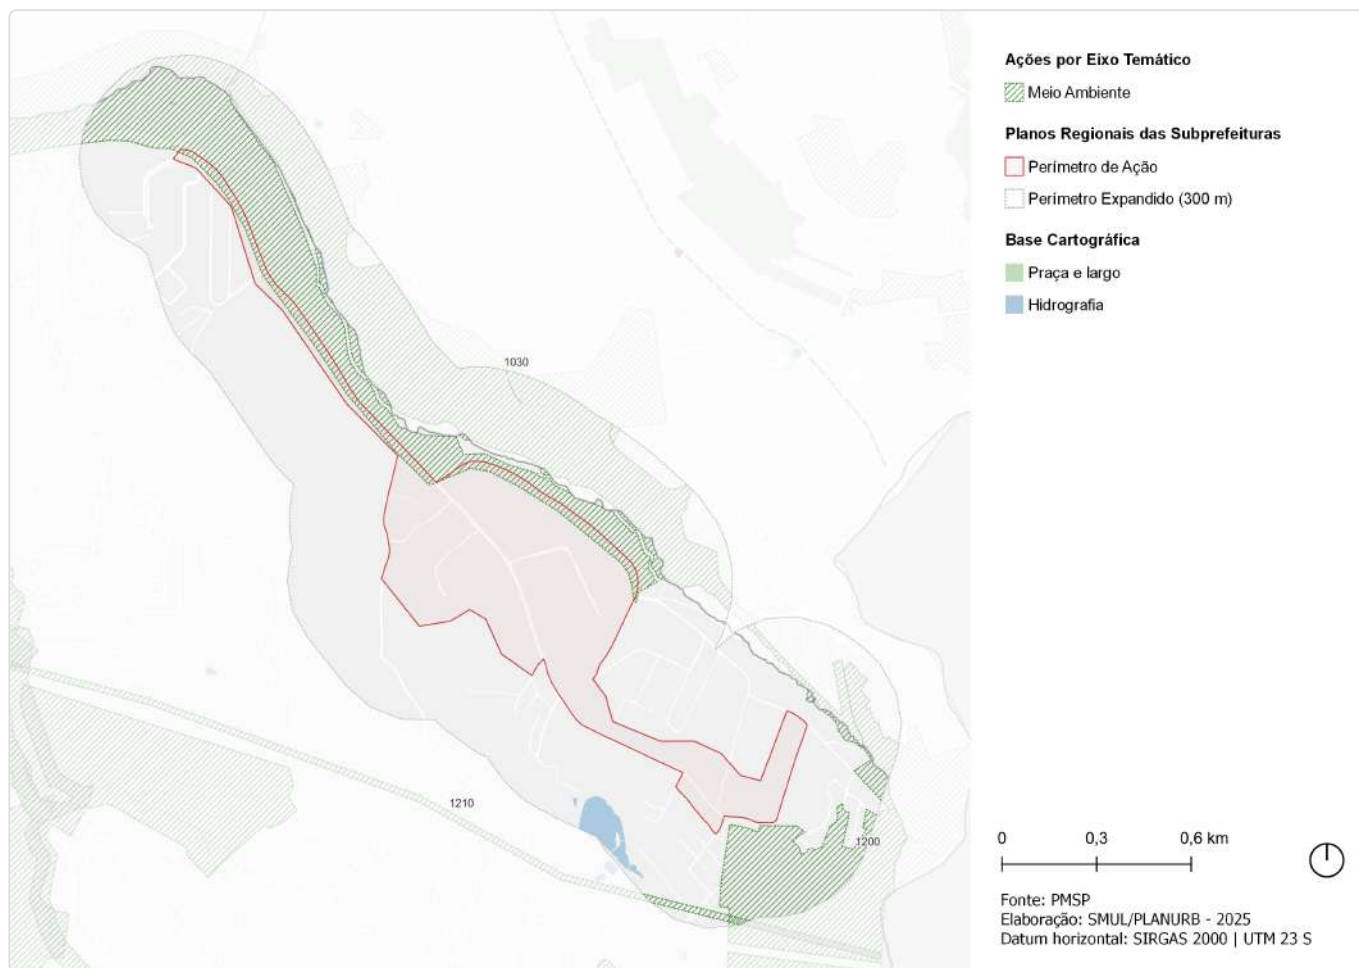 Ações por Eixo Temático
Meio Ambiente
Planos Regionais das Subprefeituras
Perímetro de Ação
Perímetro Expandido (300 m)
Base Cartográfica
Praça e largo
Hidrografia
1030
1210
1200
0 0,3 0,6 km
Fonte: PMSP
Elaboração: SMUL/PLANURB - 2025
Datum horizontal: SIRGAS 2000 | UTM 23 S